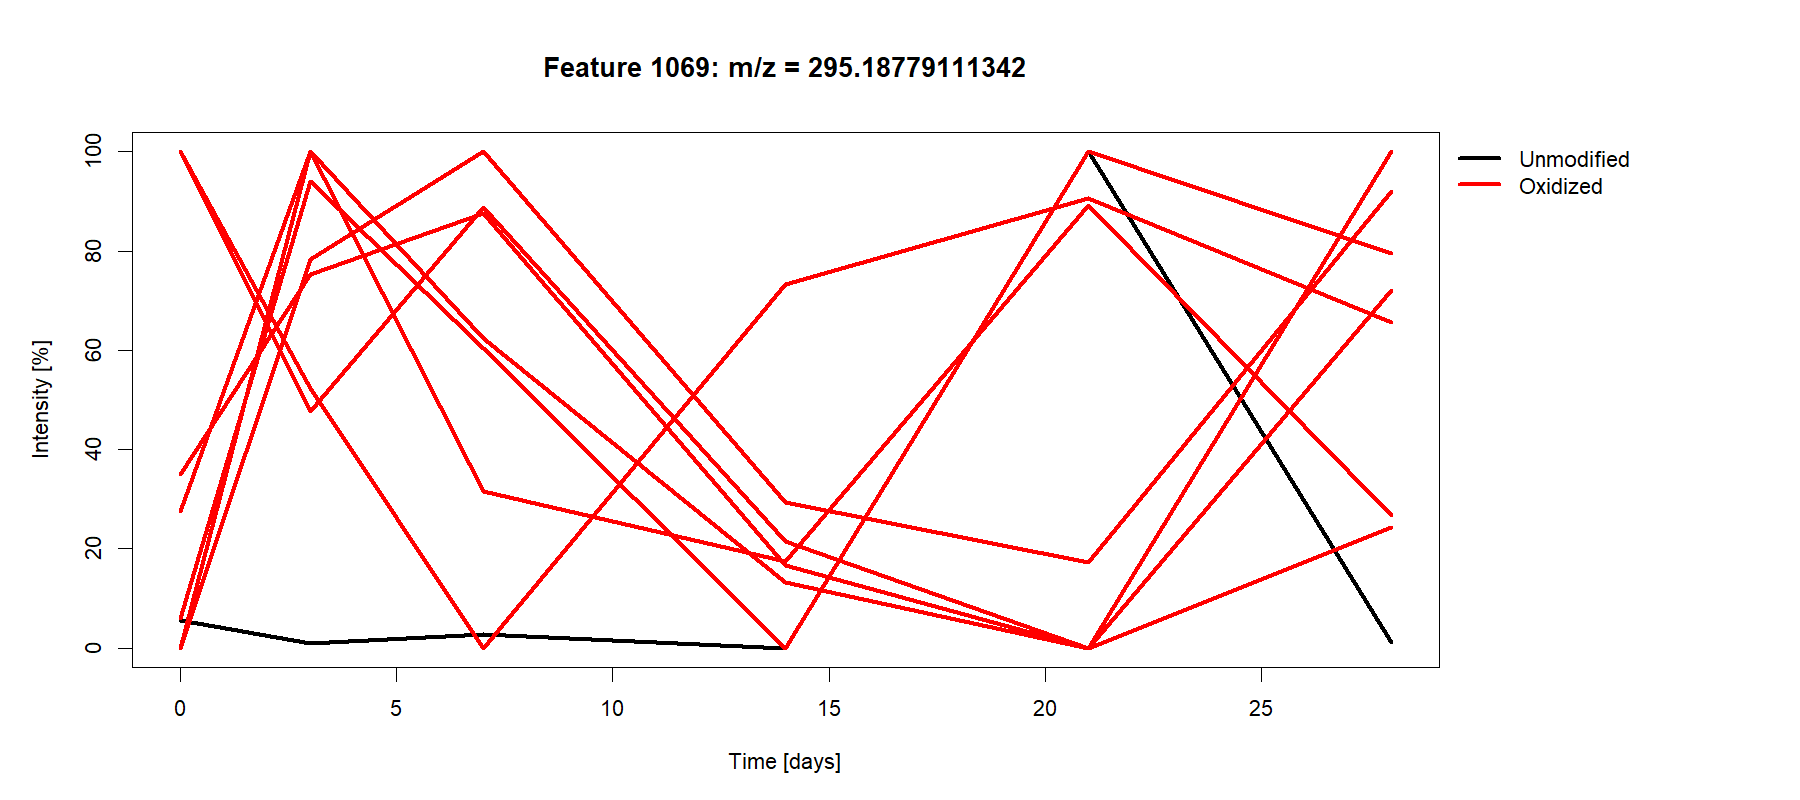 Feature 1069: m/z = 295.18779111342
Unmodified
Oxidized
Intensity [%]
100
80
60
40
20
0
0 5 10 15 20 25
Time [days]